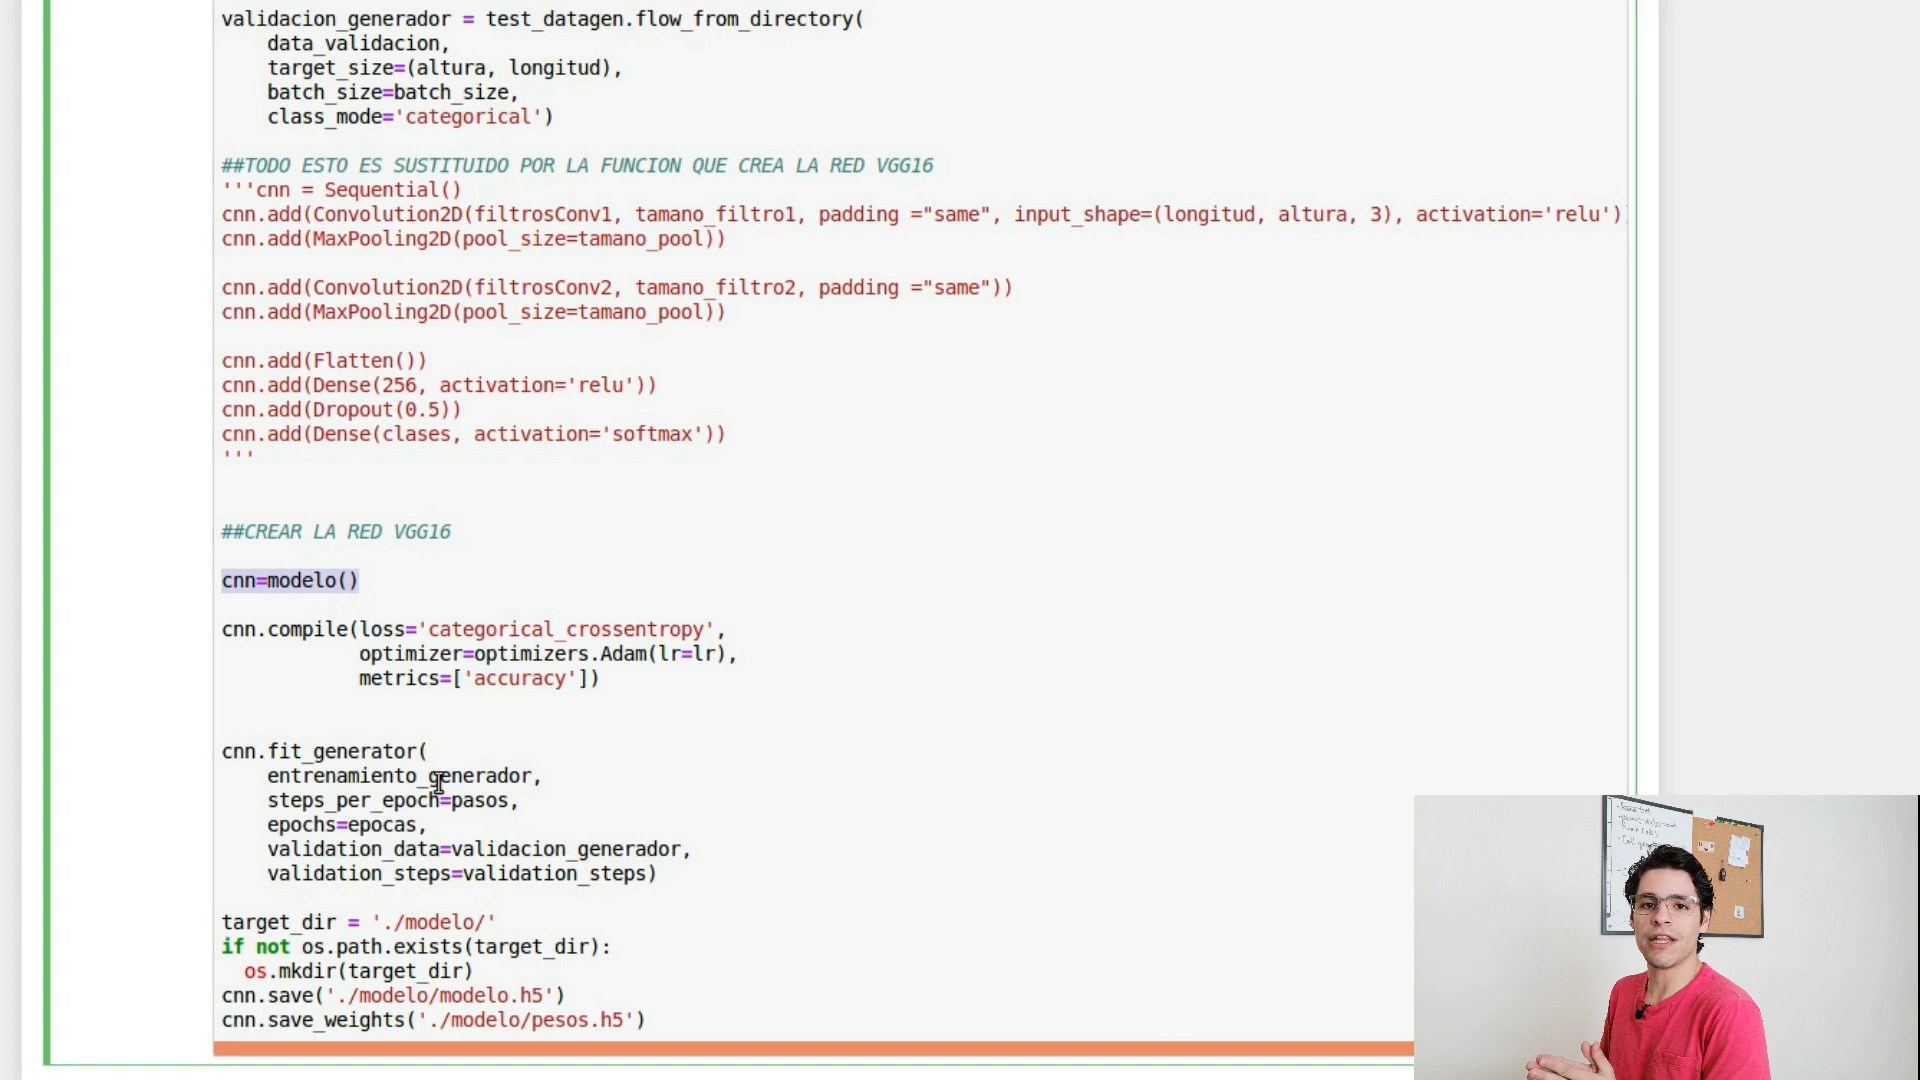 validacion_generador = test_datagen.flow_from_directory(
    data_validacion,
    target_size=(altura, longitud),
    batch_size=batch_size,
    class_mode='categorical')
##TODO ESTO ES SUSTITUIDO POR LA FUNCION QUE CREA LA RED VGG16
'''cnn = Sequential()
cnn.add(Convolution2D(filtrosConv1, tamano_filtro1, padding ="same", input_shape=(longitud, altura, 3), activation='relu')
cnn.add(MaxPooling2D(pool_size=tamano_pool))
cnn.add(Convolution2D(filtrosConv2, tamano_filtro2, padding ="same"))
cnn.add(MaxPooling2D(pool_size=tamano_pool))
cnn.add(Flatten())
cnn.add(Dense(256, activation='relu'))
cnn.add(Dropout(0.5))
cnn.add(Dense(clases, activation='softmax'))
'''
##CREAR LA RED VGG16
cnn=modelo()
cnn.compile(loss='categorical_crossentropy',
            optimizer=optimizers.Adam(lr=lr),
            metrics=['accuracy'])
cnn.fit_generator(
    entrenamiento_generador,
    steps_per_epoch=pasos,
    epochs=epocas,
    validation_data=validacion_generador,
    validation_steps=validation_steps)
target_dir = './modelo/'
if not os.path.exists(target_dir):
  os.mkdir(target_dir)
cnn.save('./modelo/modelo.h5')
cnn.save_weights('./modelo/pesos.h5')